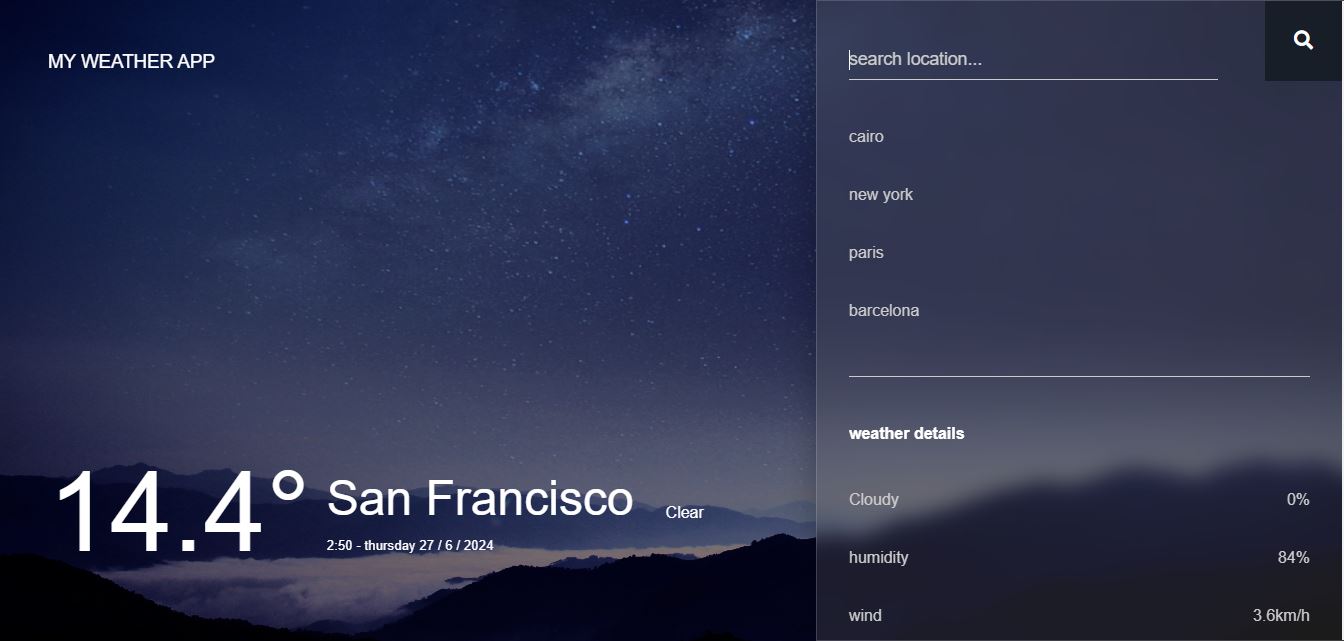 MY WEATHER APP
14.4°
San Francisco
Clear
2:50 - thursday 27 / 6 / 2024
search location...
cairo
new york
paris
barcelona
weather details
Cloudy 0%
humidity 84%
wind 3.6km/h